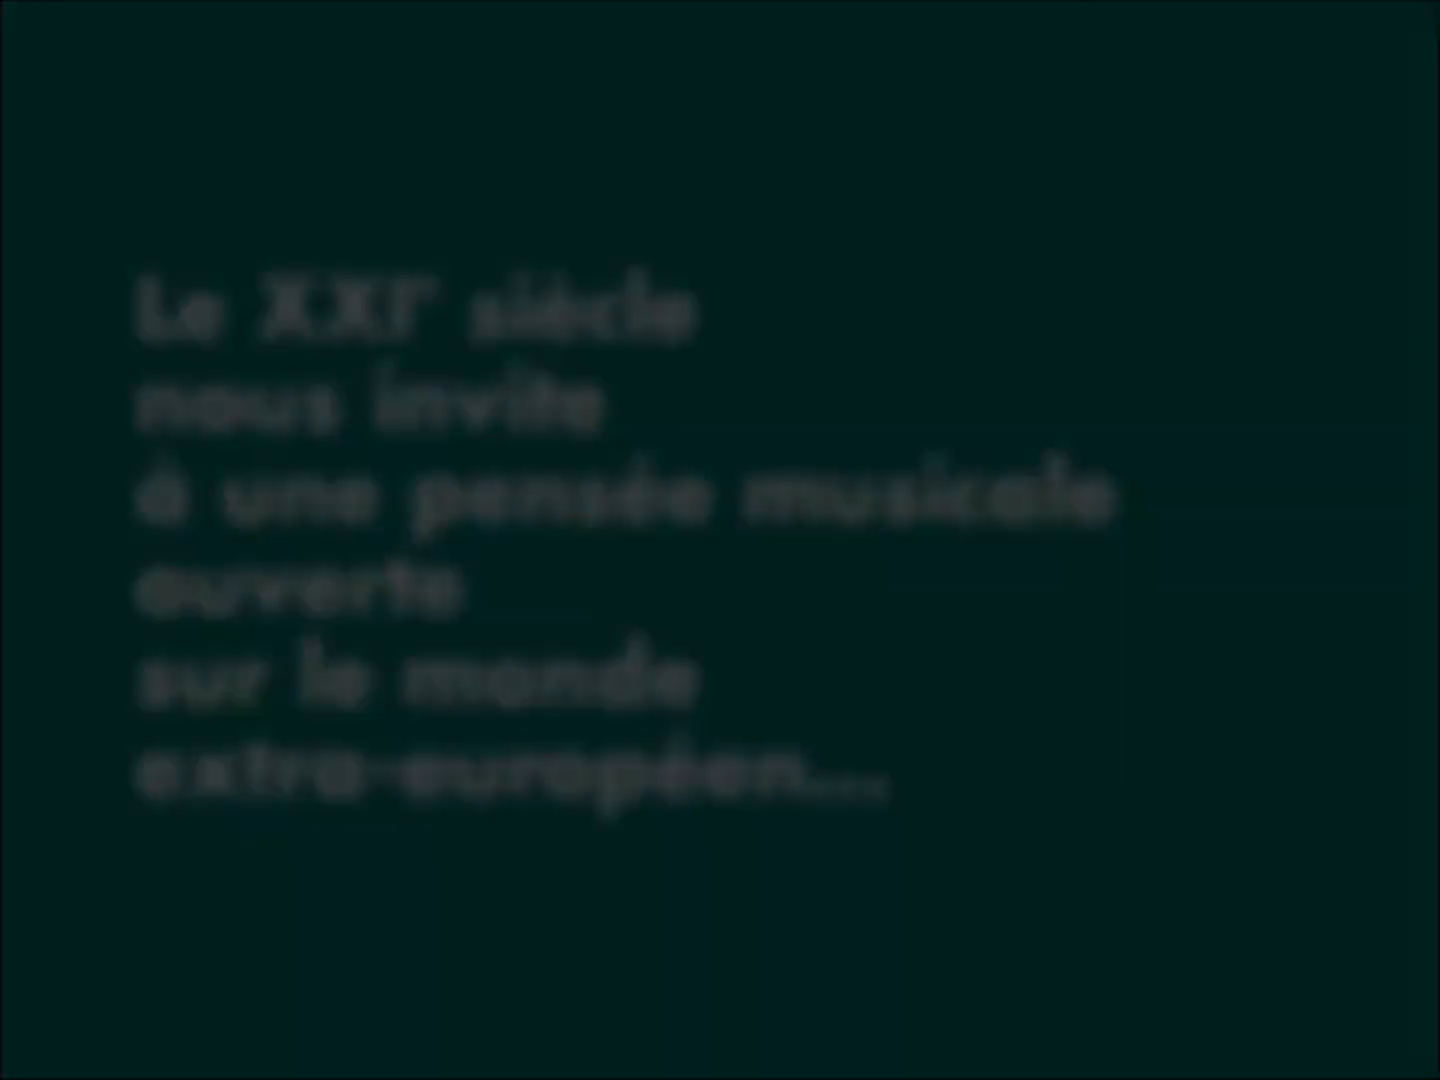 Le XXIe siècle
nous invite
à une pensée musicale
ouverte
sur le monde
extra-européen...